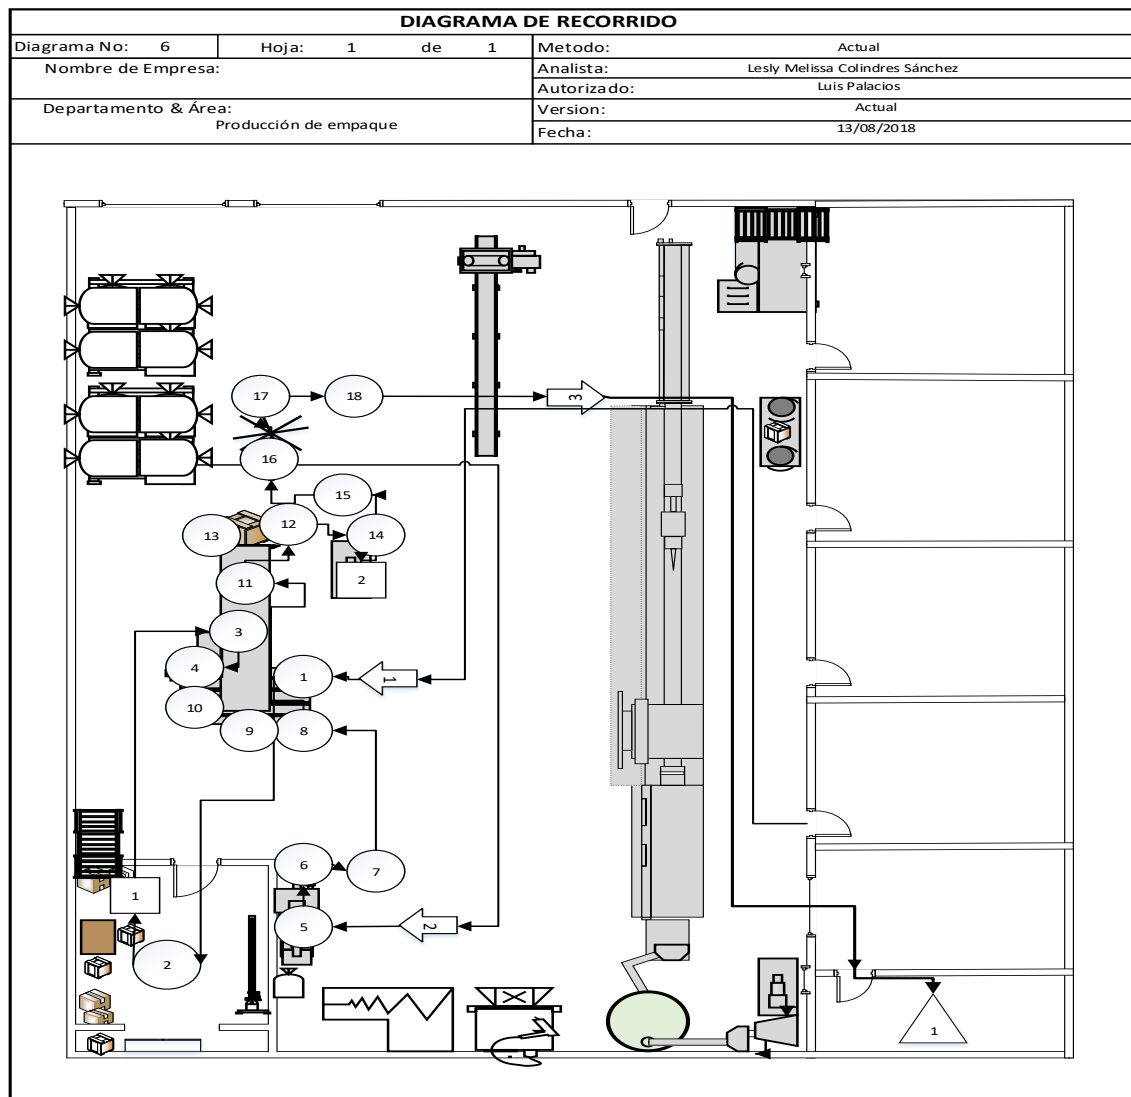 DIAGRAMA DE RECORRIDO
Diagrama No: 6 Hoja: 1 de 1 Metodo: Actual
Nombre de Empresa: Analista: Lesly Melissa Colindres Sánchez
Autorizado: Luis Palacios
Departamento & Área: Version: Actual
Producción de empaque Fecha: 13/08/2018
17 18 3
16
15
13 12 14
11 2
3
4 1 1
10
9 8
6 7
1
5 2
2
1